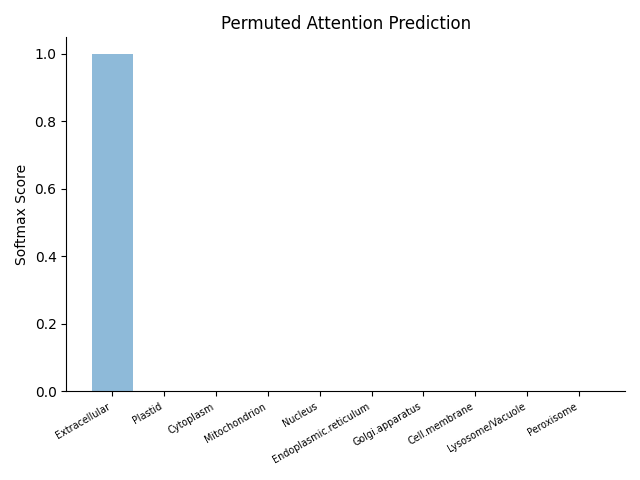 Permuted Attention Prediction
Softmax Score
1.0
0.8
0.6
0.4
0.2
0.0
Extracellular
Plastid
Cytoplasm
Mitochondrion
Nucleus
Endoplasmic.reticulum
Golgi.apparatus
Cell.membrane
Lysosome/Vacuole
Peroxisome